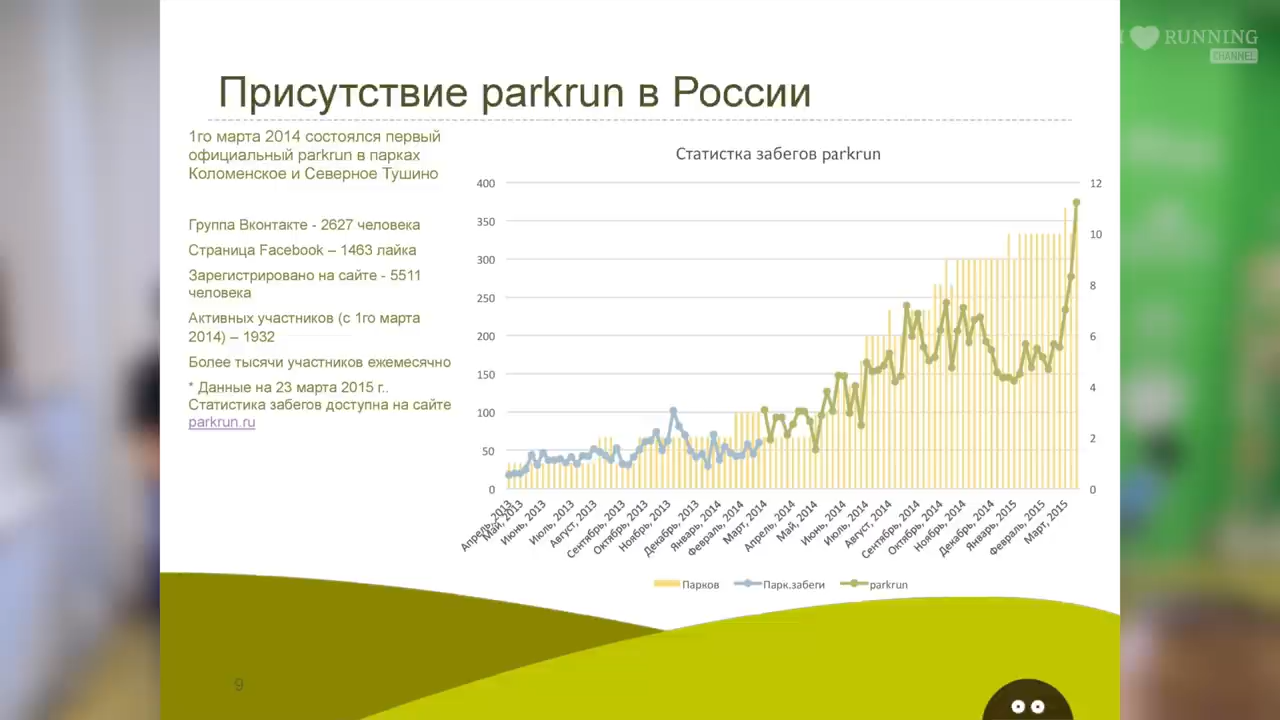 RUNNING
CHANNEL
Присутствие parkrun в России
1го марта 2014 состоялся первый
официальный parkrun в парках
Коломенское и Северное Тушино
Группа Вконтакте - 2627 человека
Страница Facebook – 1463 лайка
Зарегистрировано на сайте - 5511
человека
Активных участников (с 1го марта
2014) – 1932
Более тысячи участников ежемесячно
* Данные на 23 марта 2015 г..
Статистика забегов доступна на сайте
parkrun.ru
Статистка забегов parkrun
400
350
300
250
200
150
100
50
0
12
10
8
6
4
2
0
Апрель, 2013
Май, 2013
Июнь, 2013
Июль, 2013
Август, 2013
Сентябрь, 2013
Октябрь, 2013
Ноябрь, 2013
Декабрь, 2013
Январь, 2014
Февраль, 2014
Март, 2014
Апрель, 2014
Май, 2014
Июнь, 2014
Июль, 2014
Август, 2014
Сентябрь, 2014
Октябрь, 2014
Ноябрь, 2014
Декабрь, 2014
Январь, 2015
Февраль, 2015
Март, 2015
Парков
Парк.забеги
parkrun
9